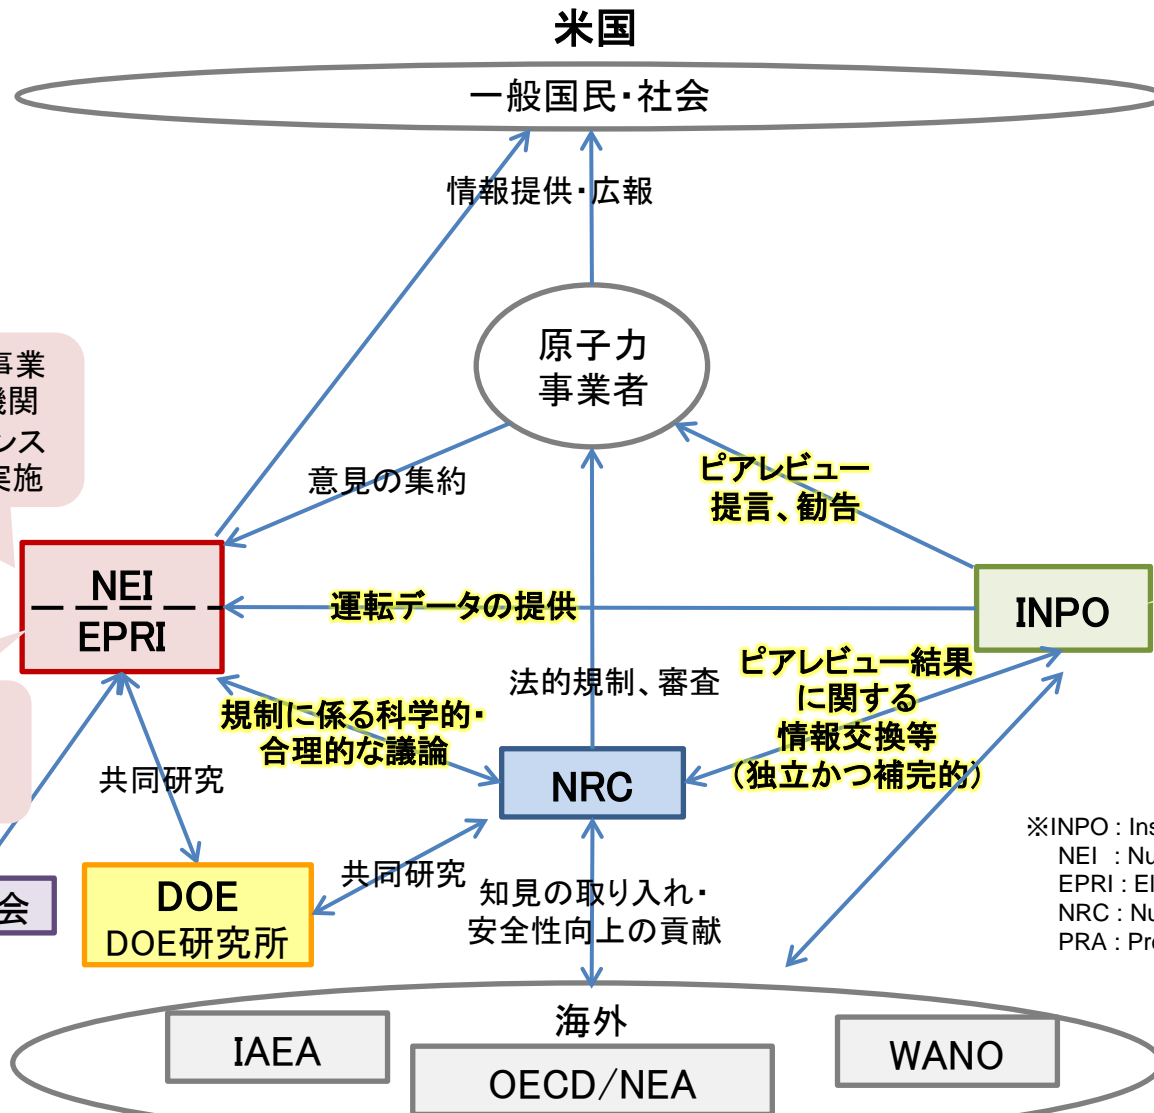 米国
一般国民・社会
情報提供・広報
原子力
事業者
事業
機関
ンス
実施
意見の集約
ピアレビュー
提言、勧告
NEI
EPRI
運転データの提供
INPO
法的規制、審査
ピアレビュー結果
に関する
情報交換等
（独立かつ補完的）
規制に係る科学的・
合理的な議論
NRC
共同研究
共同研究
会
DOE
DOE研究所
知見の取り入れ・
安全性向上の貢献
※INPO : Ins
NEI : Nu
EPRI : El
NRC : Nu
PRA : Pr
海外
IAEA
OECD/NEA
WANO